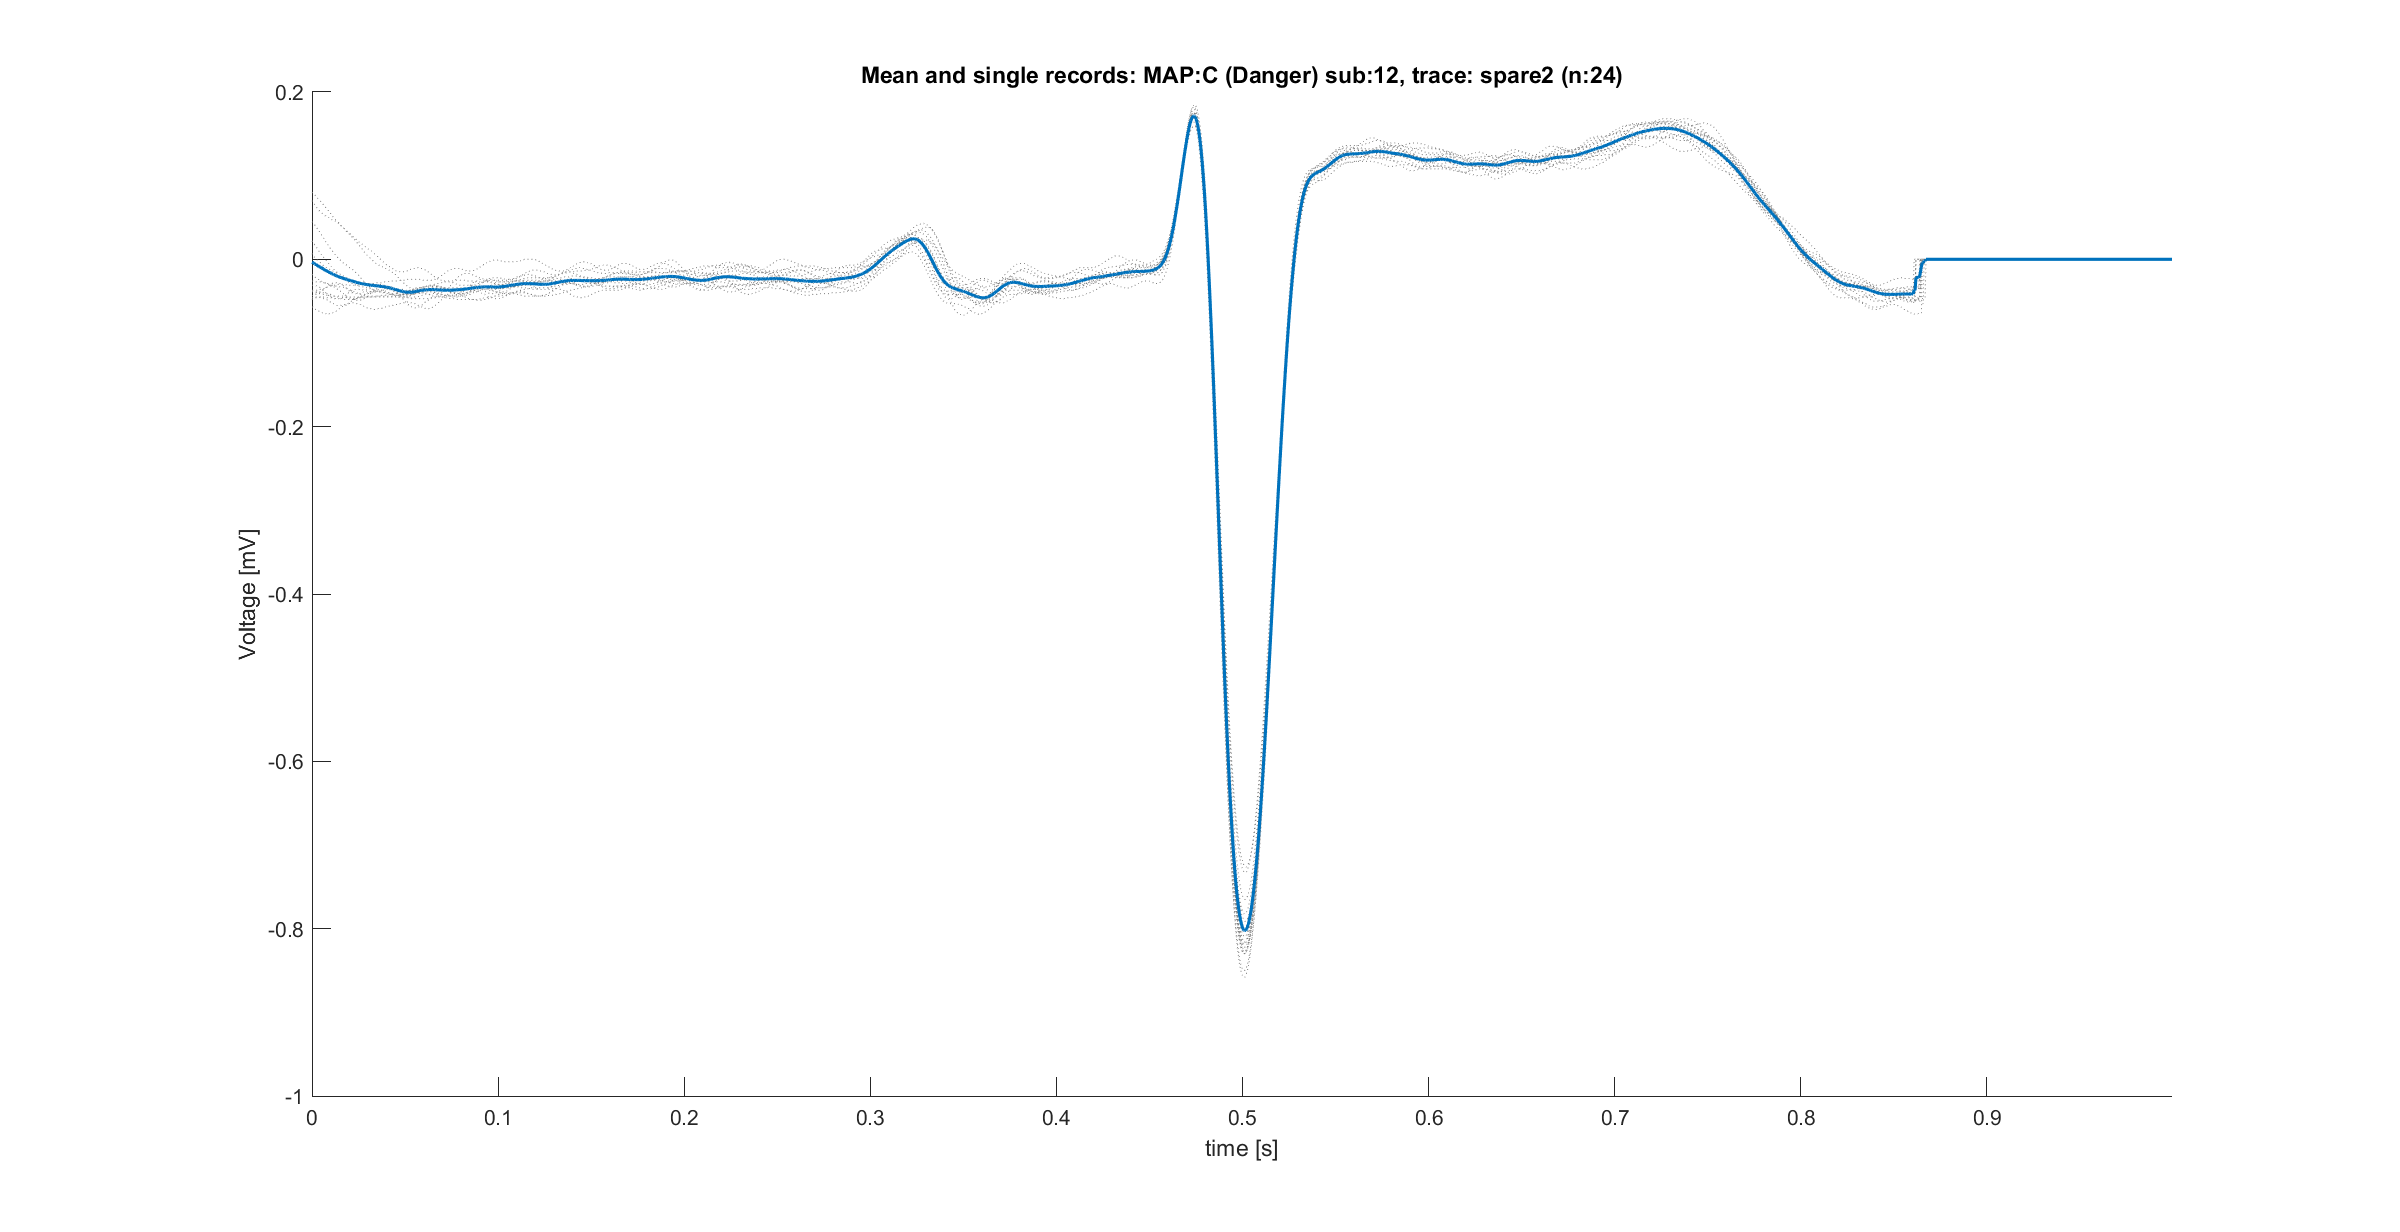 Mean and single records: MAP:C (Danger) sub:12, trace: spare2 (n:24)
0.2
0
-0.2
-0.4
-0.6
-0.8
-1
Voltage [mV]
0 0.1 0.2 0.3 0.4 0.5 0.6 0.7 0.8 0.9
time [s]